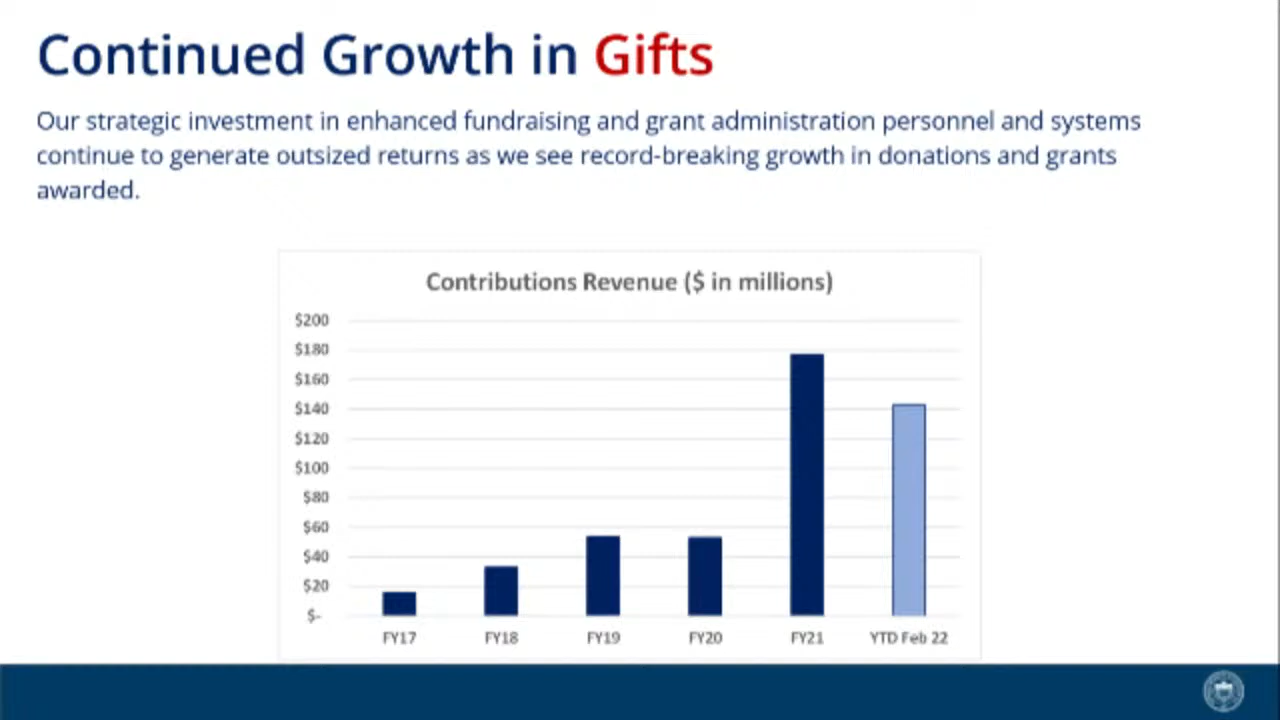 Continued Growth in Gifts
Our strategic investment in enhanced fundraising and grant administration personnel and systems
continue to generate outsized returns as we see record-breaking growth in donations and grants
awarded.
Contributions Revenue ($ in millions)
$200
$180
$160
$140
$120
$100
$80
$60
$40
$20
$-
FY17 FY18 FY19 FY20 FY21 YTD Feb 22